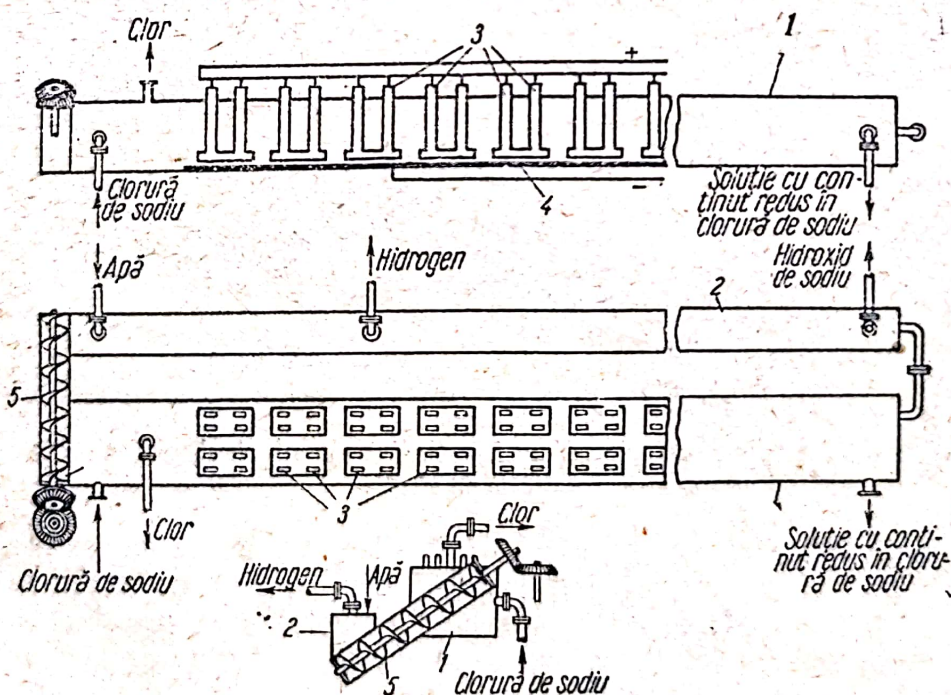 Clor
3
+
1
Clorură
de sodiu
4
-
Soluție cu con-
ținut redus în
clorură de sodiu
Apă
Hidrogen
Hidroxid
de sodiu
2
5
3
Clor
Clorură de sodiu
Soluție cu conți-
nut redus în cloru-
ră de sodiu
Clor
Hidrogen
Apă
2
1
5
Clorură de sodiu